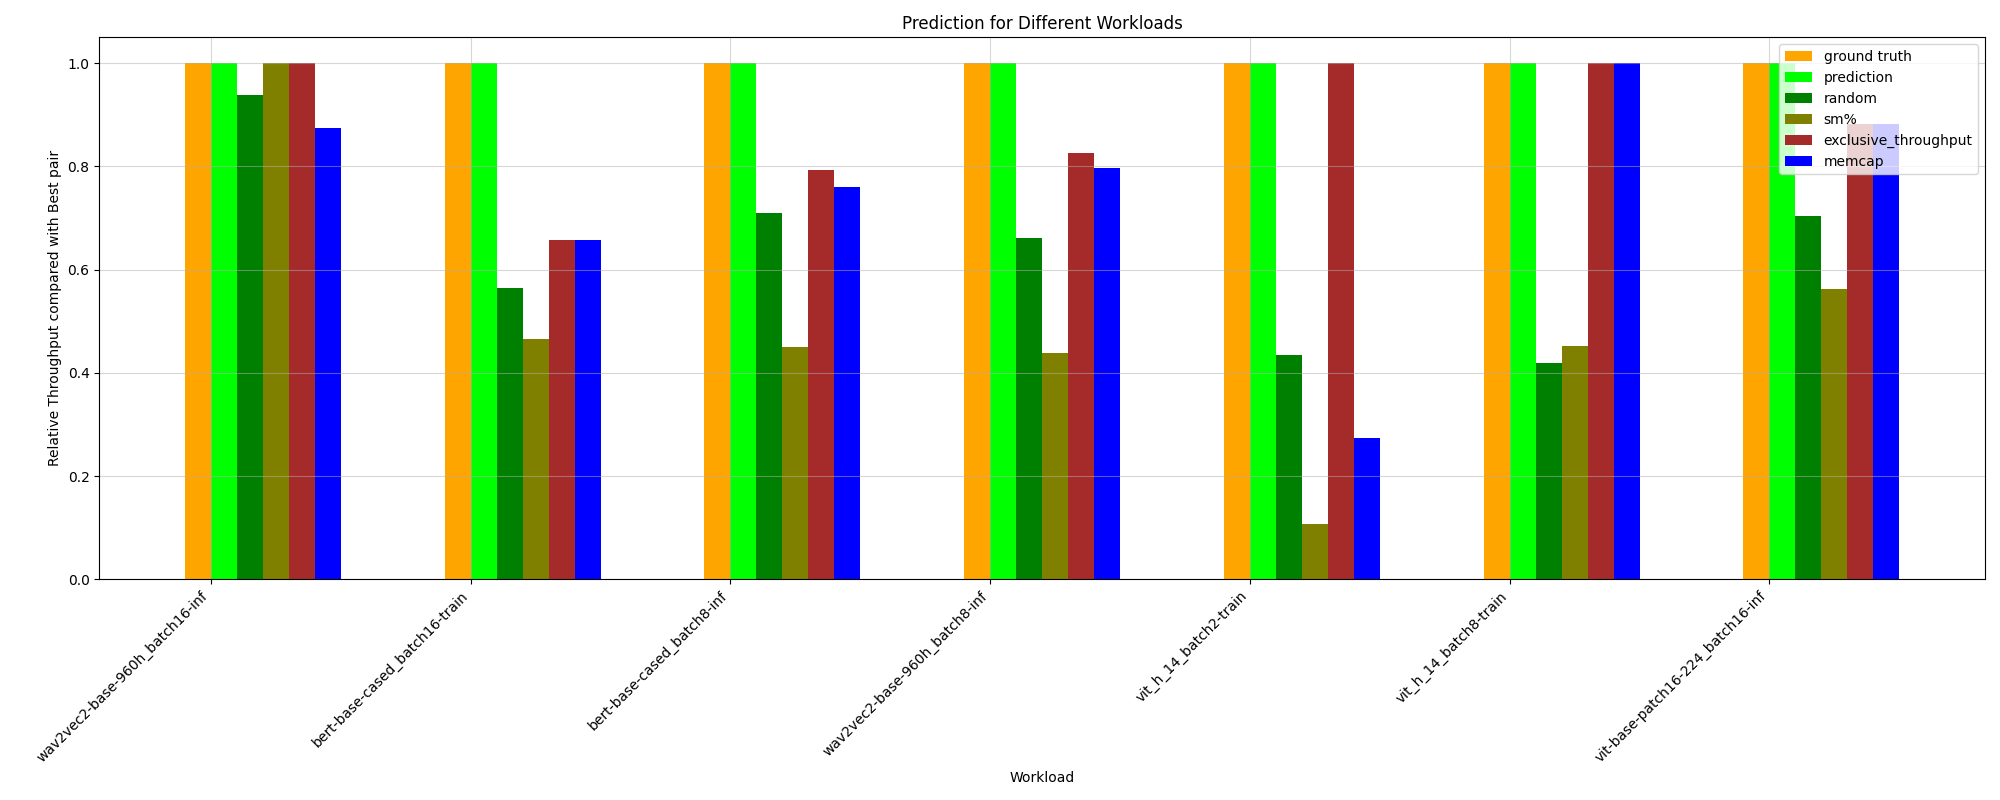 Prediction for Different Workloads
ground truth
prediction
random
sm%
exclusive_throughput
memcap
Relative Throughput compared with Best pair
1.0
0.8
0.6
0.4
0.2
0.0
wav2vec2-base-960h_batch16-inf
bert-base-cased_batch16-train
bert-base-cased_batch8-inf
wav2vec2-base-960h_batch8-inf
vit_h_14_batch2-train
vit_h_14_batch8-train
vit-base-patch16-224_batch16-inf
Workload